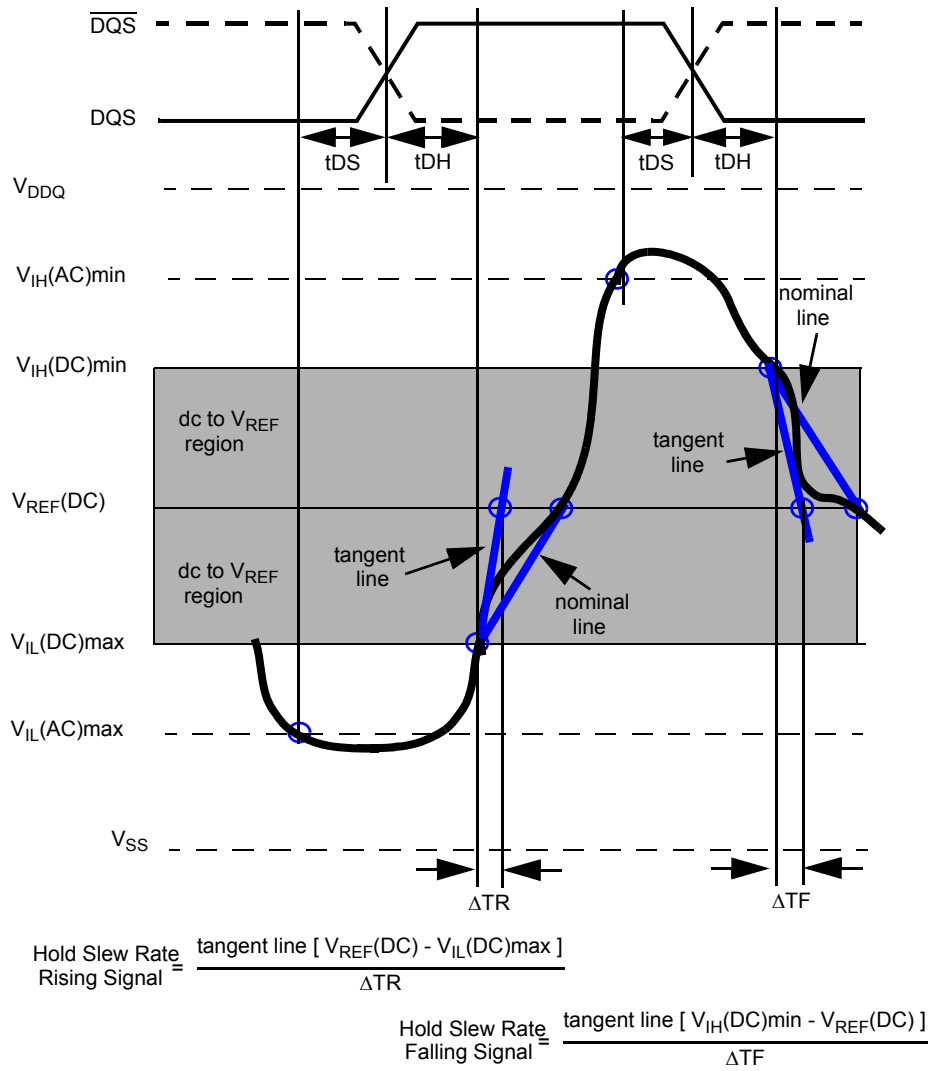 DQS
DQS
tDS
tDH
tDS
tDH
VDDQ
VIH(AC)min
nominal
line
VIH(DC)min
dc to VREF
region
tangent
line
VREF(DC)
tangent
line
dc to VREF
region
nominal
line
VIL(DC)max
VIL(AC)max
VSS
ΔTR
ΔTF
Hold Slew Rate
Rising Signal
=
tangent line [ VREF(DC) - VIL(DC)max ]
ΔTR
Hold Slew Rate
Falling Signal
=
tangent line [ VIH(DC)min - VREF(DC) ]
ΔTF